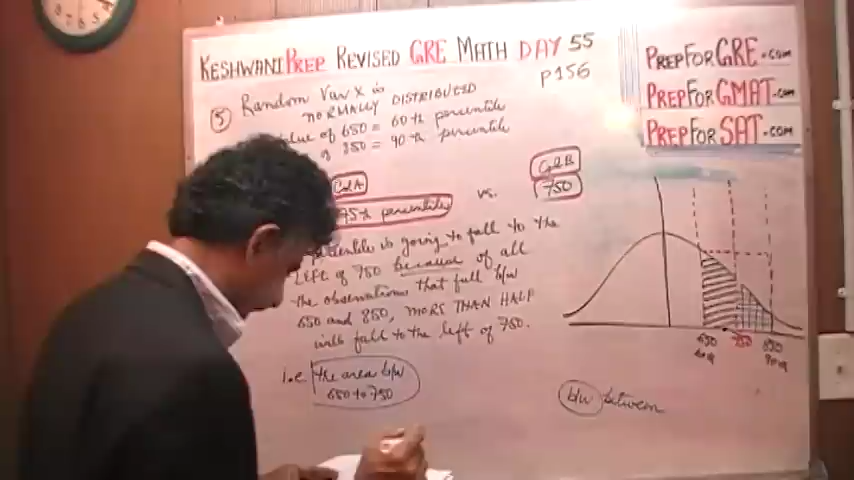 KESHWANIPREP REVISED GRE MATH DAY 55
P156
PREPFORGRE.com
PREPFORGMAT.com
PREPFORSAT.com
5 Random Var X is
NORMALLY DISTRIBUTED
value of 650 = 60th percentile
of 850 = 90th percentile
Col A
75th percentile
vs.
Col B
750
percentile is going to fall to the
LEFT of 750 because of all
the observations that fall b/w
650 and 850, MORE THAN HALF
will fall to the left of 750.
i.e the area b/w
650 to 750
650 750 850
b/w between